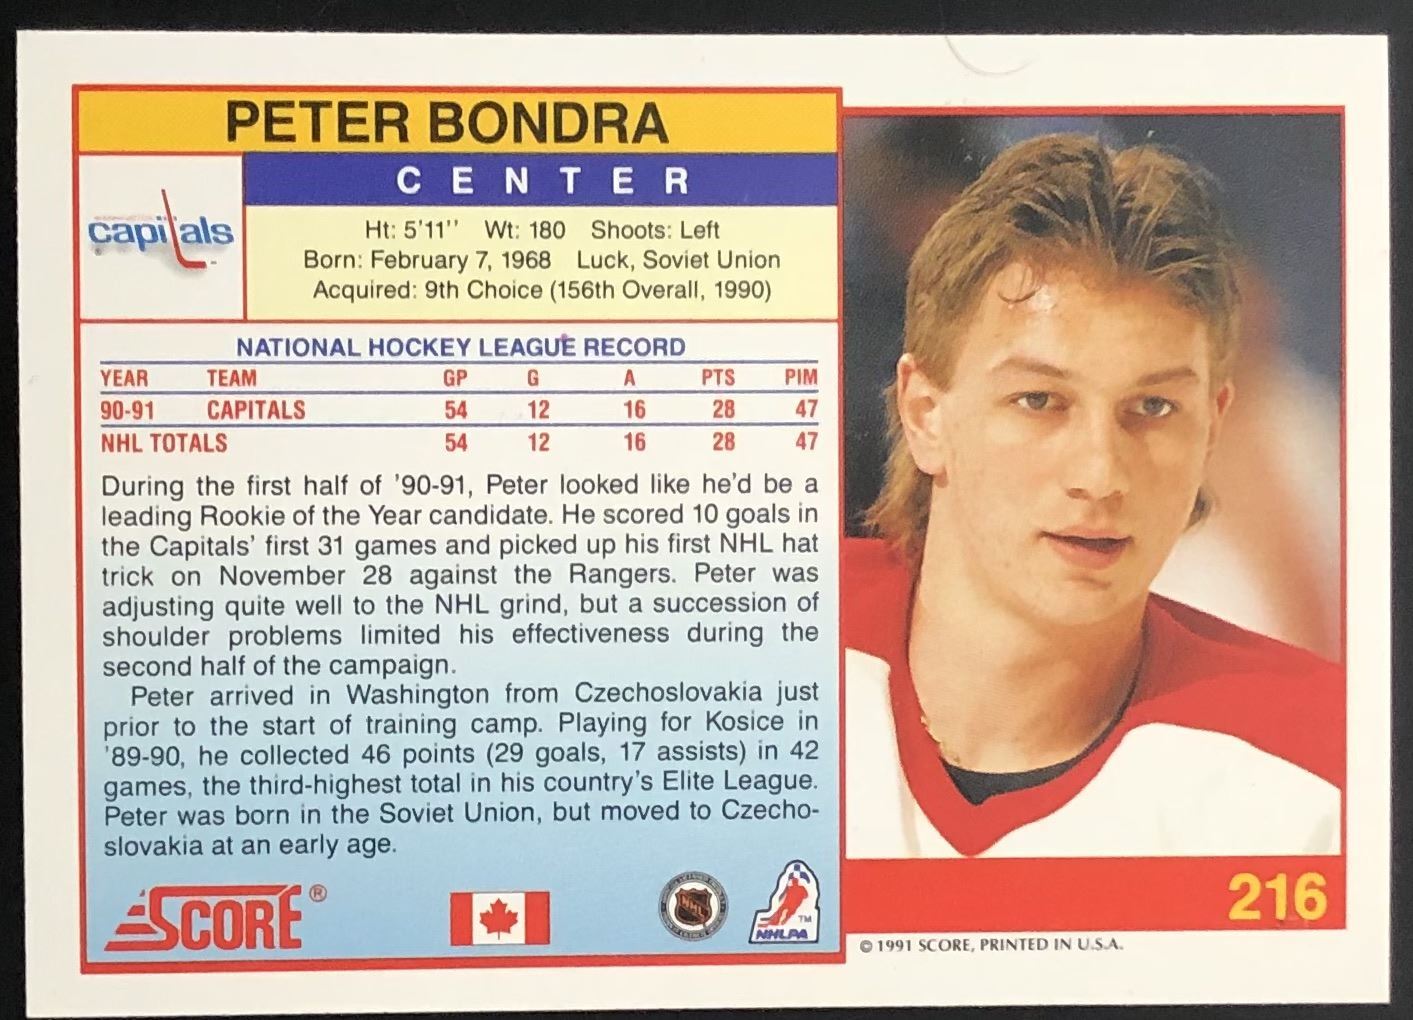 PETER BONDRA
CENTER
capitals
Ht: 5'11'' Wt: 180 Shoots: Left
Born: February 7, 1968 Luck, Soviet Union
Acquired: 9th Choice (156th Overall, 1990)
NATIONAL HOCKEY LEAGUE RECORD
YEAR TEAM GP G A PTS PIM
90-91 CAPITALS 54 12 16 28 47
NHL TOTALS 54 12 16 28 47
During the first half of '90-91, Peter looked like he'd be a
leading Rookie of the Year candidate. He scored 10 goals in
the Capitals' first 31 games and picked up his first NHL hat
trick on November 28 against the Rangers. Peter was
adjusting quite well to the NHL grind, but a succession of
shoulder problems limited his effectiveness during the
second half of the campaign.
Peter arrived in Washington from Czechoslovakia just
prior to the start of training camp. Playing for Kosice in
'89-90, he collected 46 points (29 goals, 17 assists) in 42
games, the third-highest total in his country's Elite League.
Peter was born in the Soviet Union, but moved to Czecho-
slovakia at an early age.
SCORE®
NHL
NHLPA TM
216
© 1991 SCORE, PRINTED IN U.S.A.